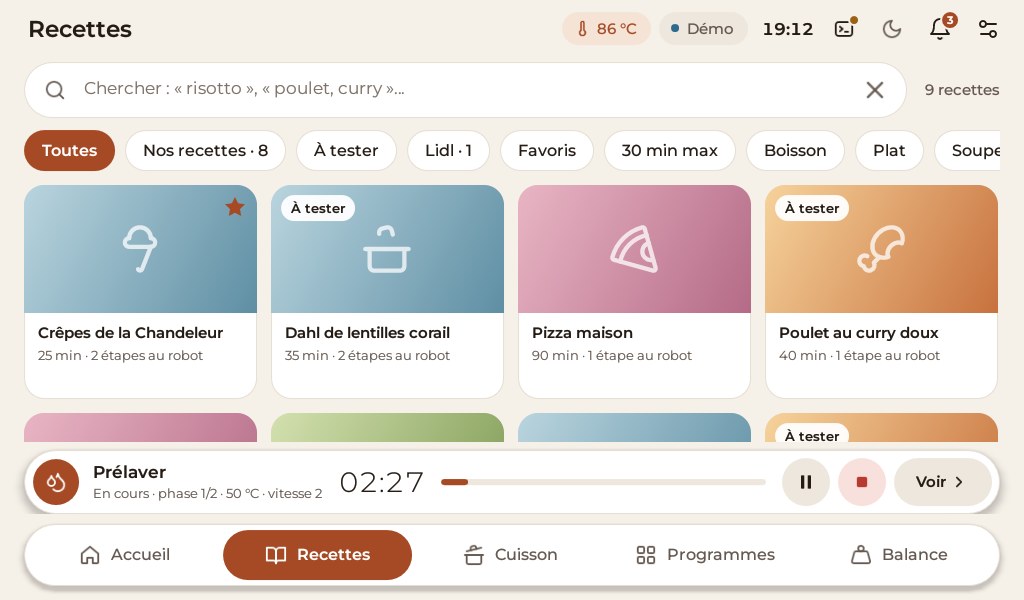 Recettes
86 °C
Démo
19:12
3
Chercher : « risotto », « poulet, curry »...
9 recettes
Toutes
Nos recettes · 8
À tester
Lidl · 1
Favoris
30 min max
Boisson
Plat
Soupe
À tester
À tester
Crêpes de la Chandeleur
25 min · 2 étapes au robot
Dahl de lentilles corail
35 min · 2 étapes au robot
Pizza maison
90 min · 1 étape au robot
Poulet au curry doux
40 min · 1 étape au robot
À tester
Prélaver
En cours · phase 1/2 · 50 °C · vitesse 2
02:27
Voir
Accueil
Recettes
Cuisson
Programmes
Balance